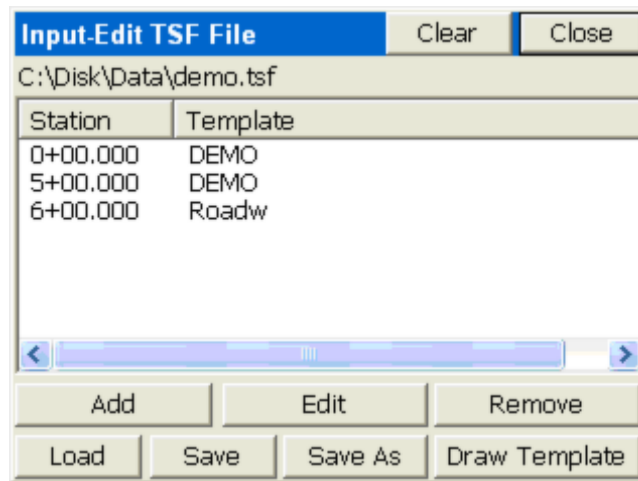 Input-Edit TSF File Clear Close
C:\Disk\Data\demo.tsf
Station Template
0+00.000 DEMO
5+00.000 DEMO
6+00.000 Roadw
Add Edit Remove
Load Save Save As Draw Template